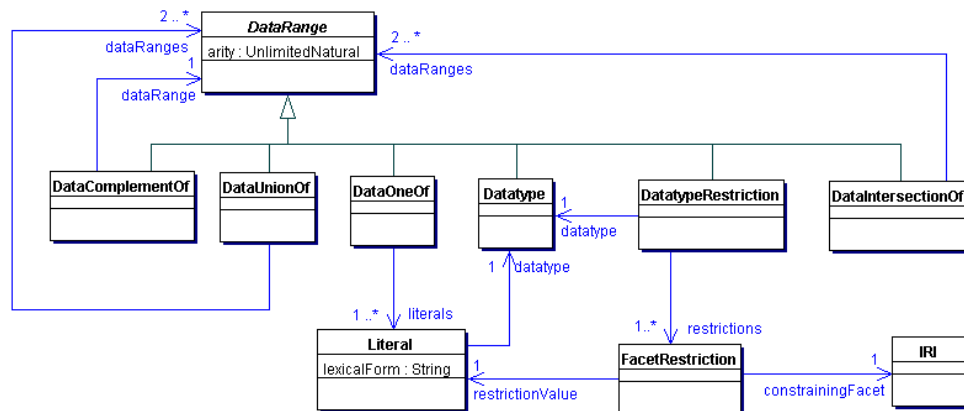 2..*
DataRange
arity : UnlimitedNatural
dataRanges
2..*
dataRanges
1
dataRange
DataComplementOf
DataUnionOf
DataOneOf
Datatype
DatatypeRestriction
DataIntersectionOf
1
datatype
1
datatype
1..*
literals
1..*
restrictions
Literal
lexicalForm : String
1
restrictionValue
FacetRestriction
1
constrainingFacet
IRI